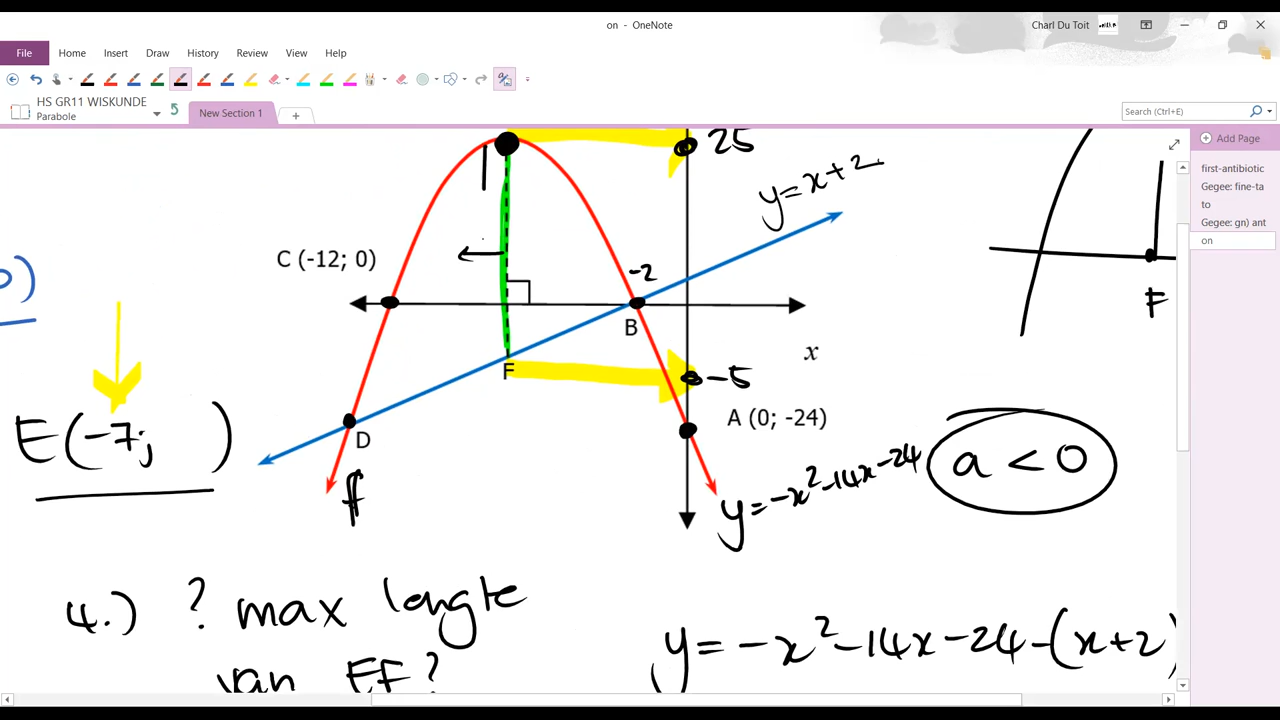 on - OneNote
Charl Du Toit
File Home Insert Draw History Review View Help
HS GR11 WISKUNDE
Parabole
New Section 1
Search (Ctrl+E)
Add Page
first-antibiotic
Gegee: fine-ta
to
Gegee: gn) ant
on
25
y=x+2
C (-12; 0)
0)
-2
B
x
F
F
-5
A (0; -24)
E(-7; )
D
a < 0
f
y=-x²-14x-24
4.) ? max lengte
van EF?
y= -x²-14x-24-(x+2)